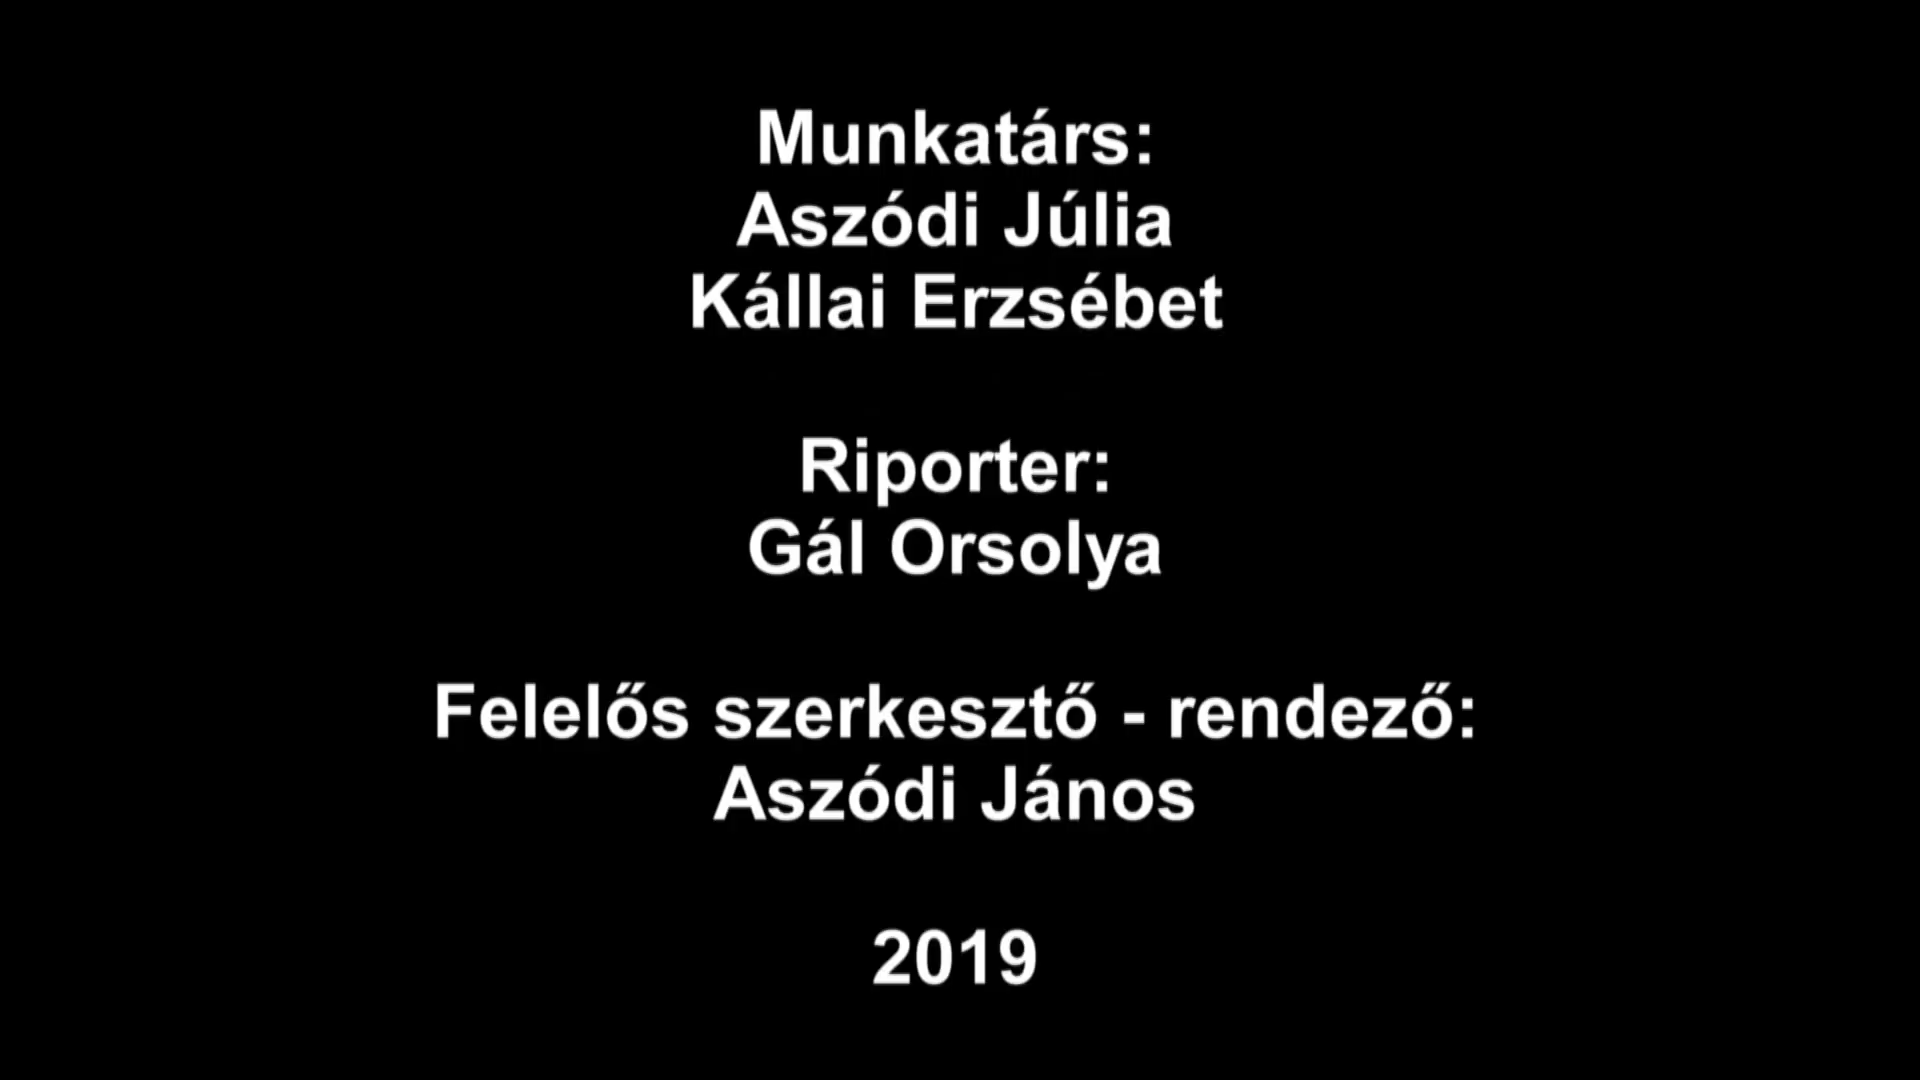 Munkatárs:
Aszódi Júlia
Kállai Erzsébet
Riporter:
Gál Orsolya
Felelős szerkesztő - rendező:
Aszódi János
2019